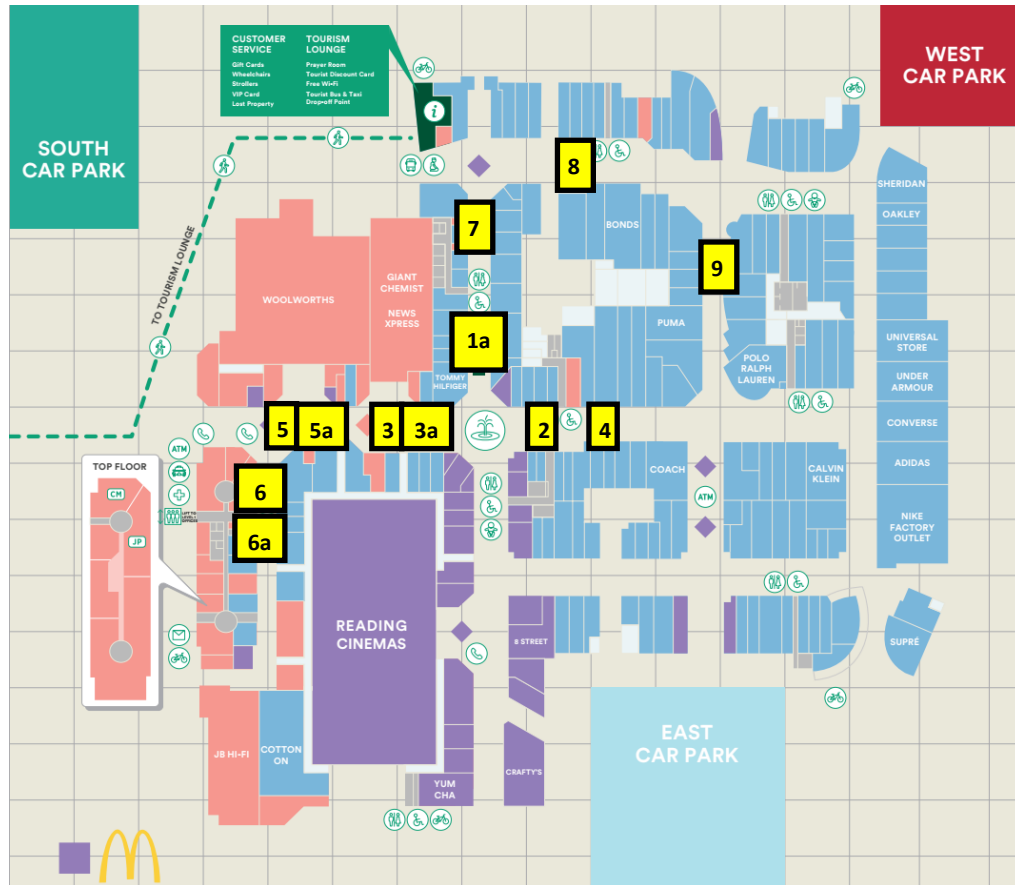 CUSTOMER
SERVICE
Gift Cards
Wheelchairs
Strollers
VIP Card
Lost Property
TOURISM
LOUNGE
Prayer Room
Tourist Discount Card
Free Wi-Fi
Tourist Bus & Taxi
Drop-off Point
WEST
CAR PARK
SOUTH
CAR PARK
i
8
SHERIDAN
OAKLEY
7
BONDS
9
TO TOURISM LOUNGE
WOOLWORTHS
GIANT
CHEMIST
NEWS
XPRESS
1a
PUMA
UNIVERSAL
STORE
POLO
RALPH
LAUREN
TOMMY
HILFIGER
UNDER
ARMOUR
CONVERSE
5
5a
3
3a
2
4
ATM
TOP FLOOR
CM
JP
6
6a
LIFT TO
LEVEL 1
OFFICES
COACH
ATM
CALVIN
KLEIN
ADIDAS
NIKE
FACTORY
OUTLET
READING
CINEMAS
8 STREET
SUPRÉ
JB HI-FI
COTTON
ON
EAST
CAR PARK
CRAFTY'S
YUM
CHA